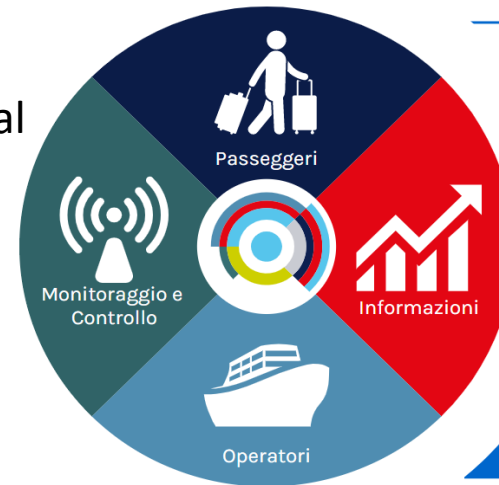 al
Passeggeri
Monitoraggio e
Controllo
Informazioni
Operatori